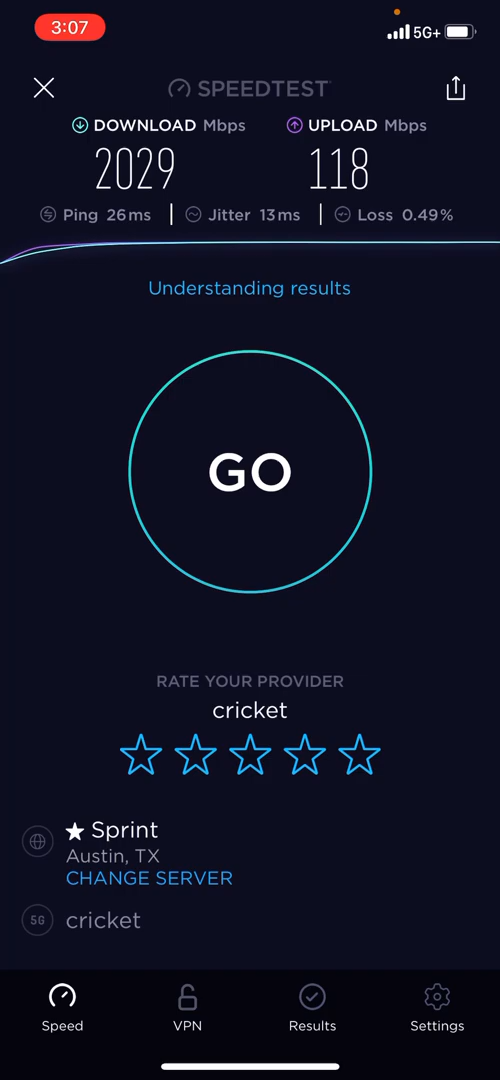 3:07
5G+
SPEEDTEST
DOWNLOAD Mbps
UPLOAD Mbps
2029
118
Ping 26ms
Jitter 13ms
Loss 0.49%
Understanding results
GO
RATE YOUR PROVIDER
cricket
Sprint
Austin, TX
CHANGE SERVER
5G cricket
Speed
VPN
Results
Settings